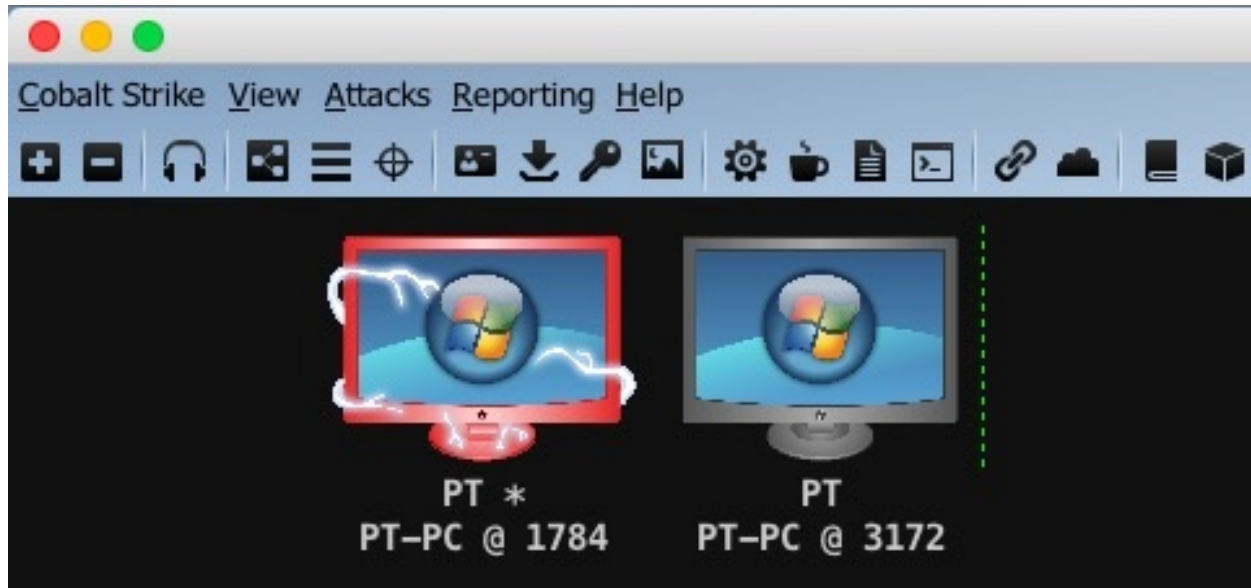 Cobalt Strike View Attacks Reporting Help
PT * PT
PT-PC @ 1784 PT-PC @ 3172